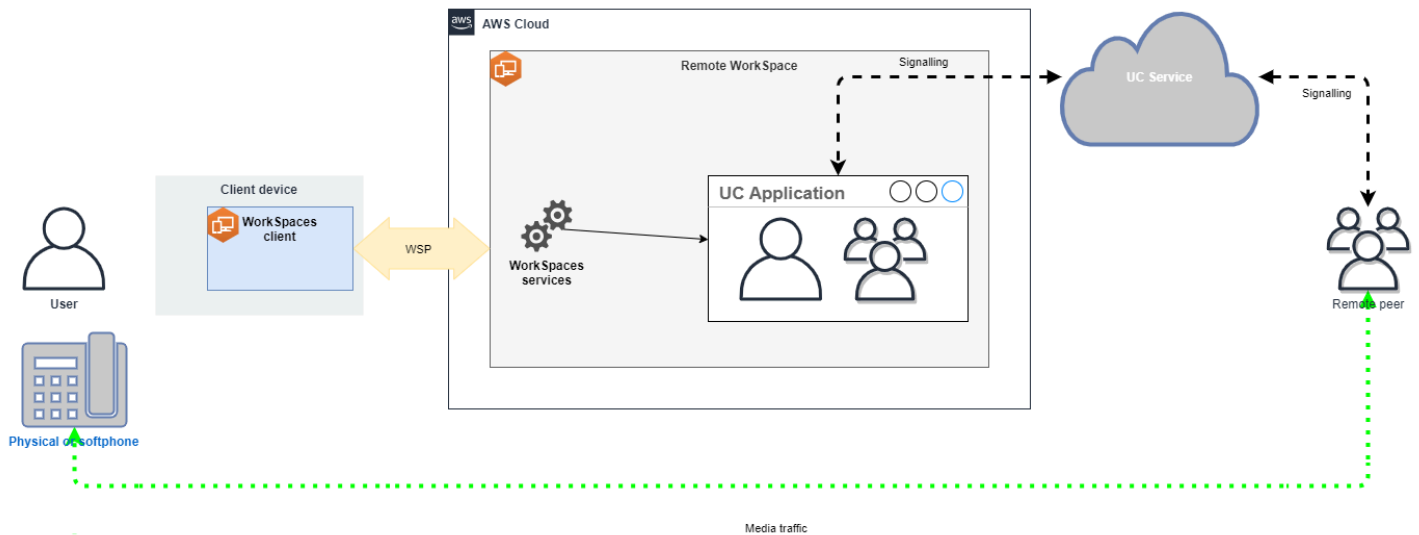 aws
AWS Cloud
Remote WorkSpace
Signalling
UC Service
Signalling
Client device
WorkSpaces
client
WSP
UC Application
WorkSpaces
services
User
Remote peer
Physical or softphone
Media traffic